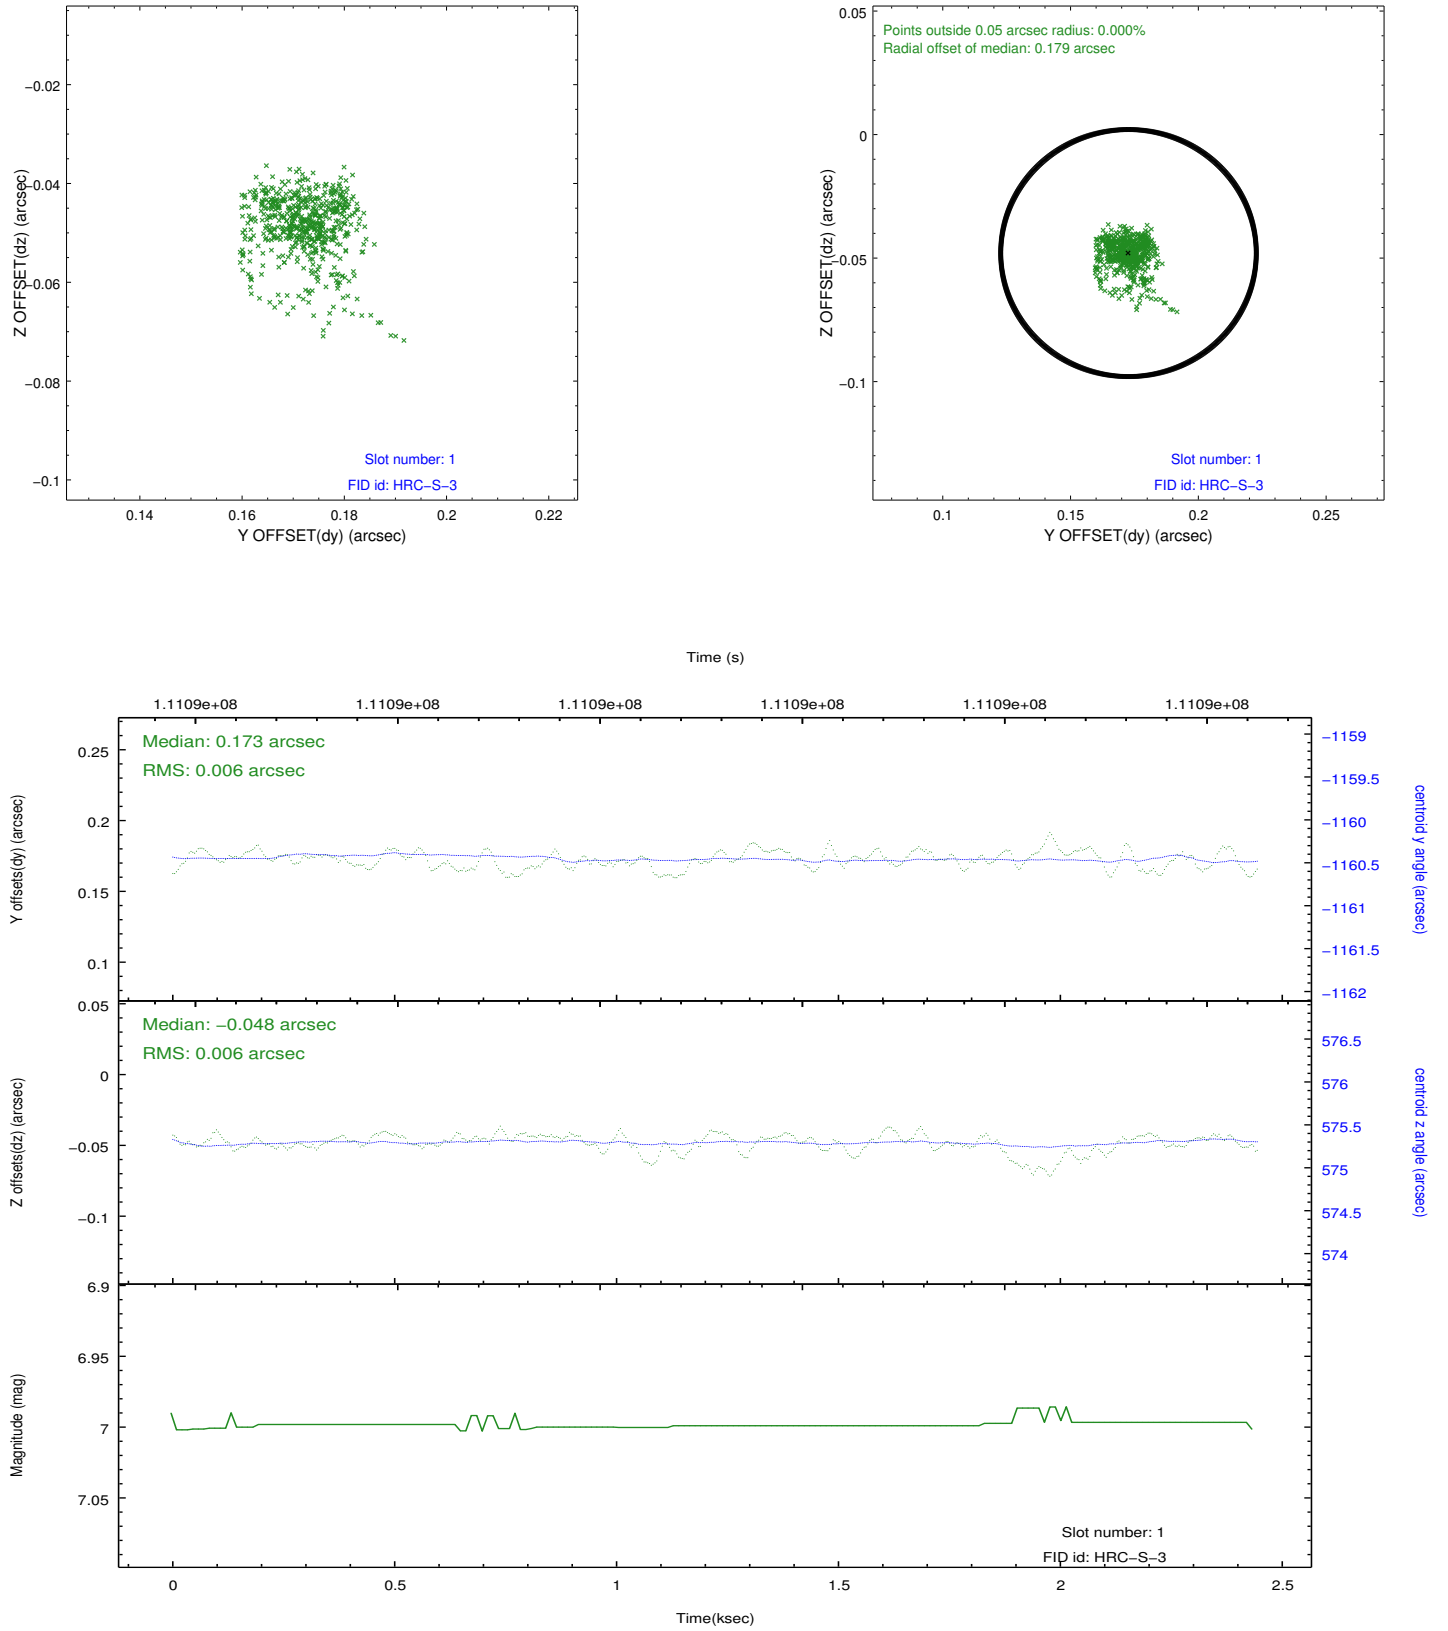 −0.02
−0.04
−0.06
−0.08
−0.1
Z OFFSET(dz) (arcsec)
0.14 0.16 0.18 0.2 0.22
Y OFFSET(dy) (arcsec)
Slot number: 1
FID id: HRC−S−3
Points outside 0.05 arcsec radius: 0.000%
Radial offset of median: 0.179 arcsec
0.05
0
−0.05
−0.1
Z OFFSET(dz) (arcsec)
0.1 0.15 0.2 0.25
Y OFFSET(dy) (arcsec)
Slot number: 1
FID id: HRC−S−3
Time (s)
1.1109e+08 1.1109e+08 1.1109e+08 1.1109e+08 1.1109e+08 1.1109e+08
Median: 0.173 arcsec
RMS: 0.006 arcsec
0.25
0.2
0.15
0.1
Y offsets(dy) (arcsec)
−1159
−1159.5
−1160
−1160.5
−1161
−1161.5
−1162
centroid y angle (arcsec)
Median: −0.048 arcsec
RMS: 0.006 arcsec
0.05
0
−0.05
−0.1
Z offsets(dz) (arcsec)
576.5
576
575.5
575
574.5
574
centroid z angle (arcsec)
6.9
6.95
7
7.05
Magnitude (mag)
Slot number: 1
FID id: HRC−S−3
0 0.5 1 1.5 2 2.5
Time(ksec)